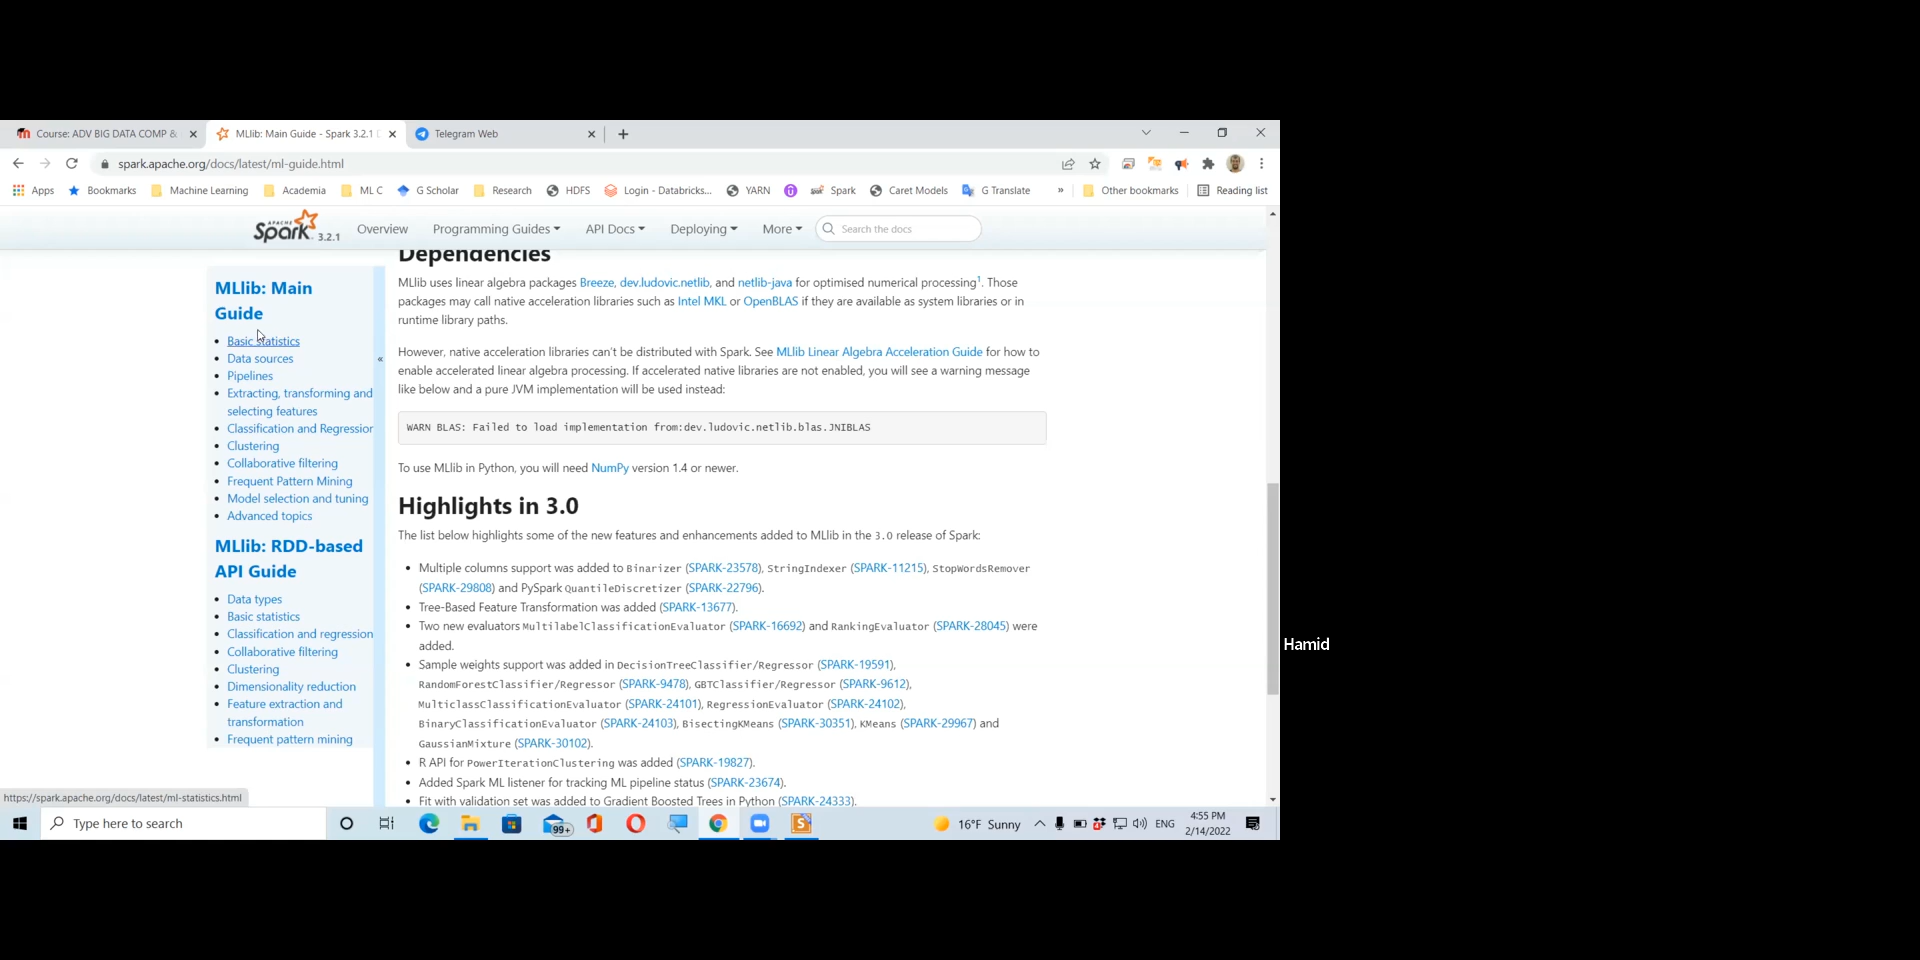 Course: ADV BIG DATA COMP &
MLlib: Main Guide - Spark 3.2.1
Telegram Web
spark.apache.org/docs/latest/ml-guide.html
Apps
Bookmarks
Machine Learning
Academia
ML C
G Scholar
Research
HDFS
Login - Databricks...
YARN
Spark
Caret Models
G Translate
»
Other bookmarks
Reading list
APACHE
Spark 3.2.1
Overview
Programming Guides
API Docs
Deploying
More
Search the docs
MLlib: Main
Guide
Basic statistics
Data sources
Pipelines
Extracting, transforming and
selecting features
Classification and Regression
Clustering
Collaborative filtering
Frequent Pattern Mining
Model selection and tuning
Advanced topics
MLlib: RDD-based
API Guide
Data types
Basic statistics
Classification and regression
Collaborative filtering
Clustering
Dimensionality reduction
Feature extraction and
transformation
Frequent pattern mining
«
Dependencies
MLlib uses linear algebra packages Breeze, dev.ludovic.netlib, and netlib-java for optimised numerical processing1. Those
packages may call native acceleration libraries such as Intel MKL or OpenBLAS if they are available as system libraries or in
runtime library paths.
However, native acceleration libraries can't be distributed with Spark. See MLlib Linear Algebra Acceleration Guide for how to
enable accelerated linear algebra processing. If accelerated native libraries are not enabled, you will see a warning message
like below and a pure JVM implementation will be used instead:
WARN BLAS: Failed to load implementation from:dev.ludovic.netlib.blas.JNIBLAS
To use MLlib in Python, you will need NumPy version 1.4 or newer.
Highlights in 3.0
The list below highlights some of the new features and enhancements added to MLlib in the 3.0 release of Spark:
Multiple columns support was added to Binarizer (SPARK-23578), StringIndexer (SPARK-11215), StopWordsRemover
(SPARK-29808) and PySpark QuantileDiscretizer (SPARK-22796).
Tree-Based Feature Transformation was added (SPARK-13677).
Two new evaluators MultilabelClassificationEvaluator (SPARK-16692) and RankingEvaluator (SPARK-28045) were
added.
Sample weights support was added in DecisionTreeClassifier/Regressor (SPARK-19591),
RandomForestClassifier/Regressor (SPARK-9478), GBTClassifier/Regressor (SPARK-9612),
MulticlassClassificationEvaluator (SPARK-24101), RegressionEvaluator (SPARK-24102),
BinaryClassificationEvaluator (SPARK-24103), BisectingKMeans (SPARK-30351), KMeans (SPARK-29967) and
GaussianMixture (SPARK-30102).
R API for PowerIterationClustering was added (SPARK-19827).
Added Spark ML listener for tracking ML pipeline status (SPARK-23674).
Fit with validation set was added to Gradient Boosted Trees in Python (SPARK-24333).
https://spark.apache.org/docs/latest/ml-statistics.html
Hamid
Type here to search
99+
16°F Sunny
ENG
4:55 PM
2/14/2022